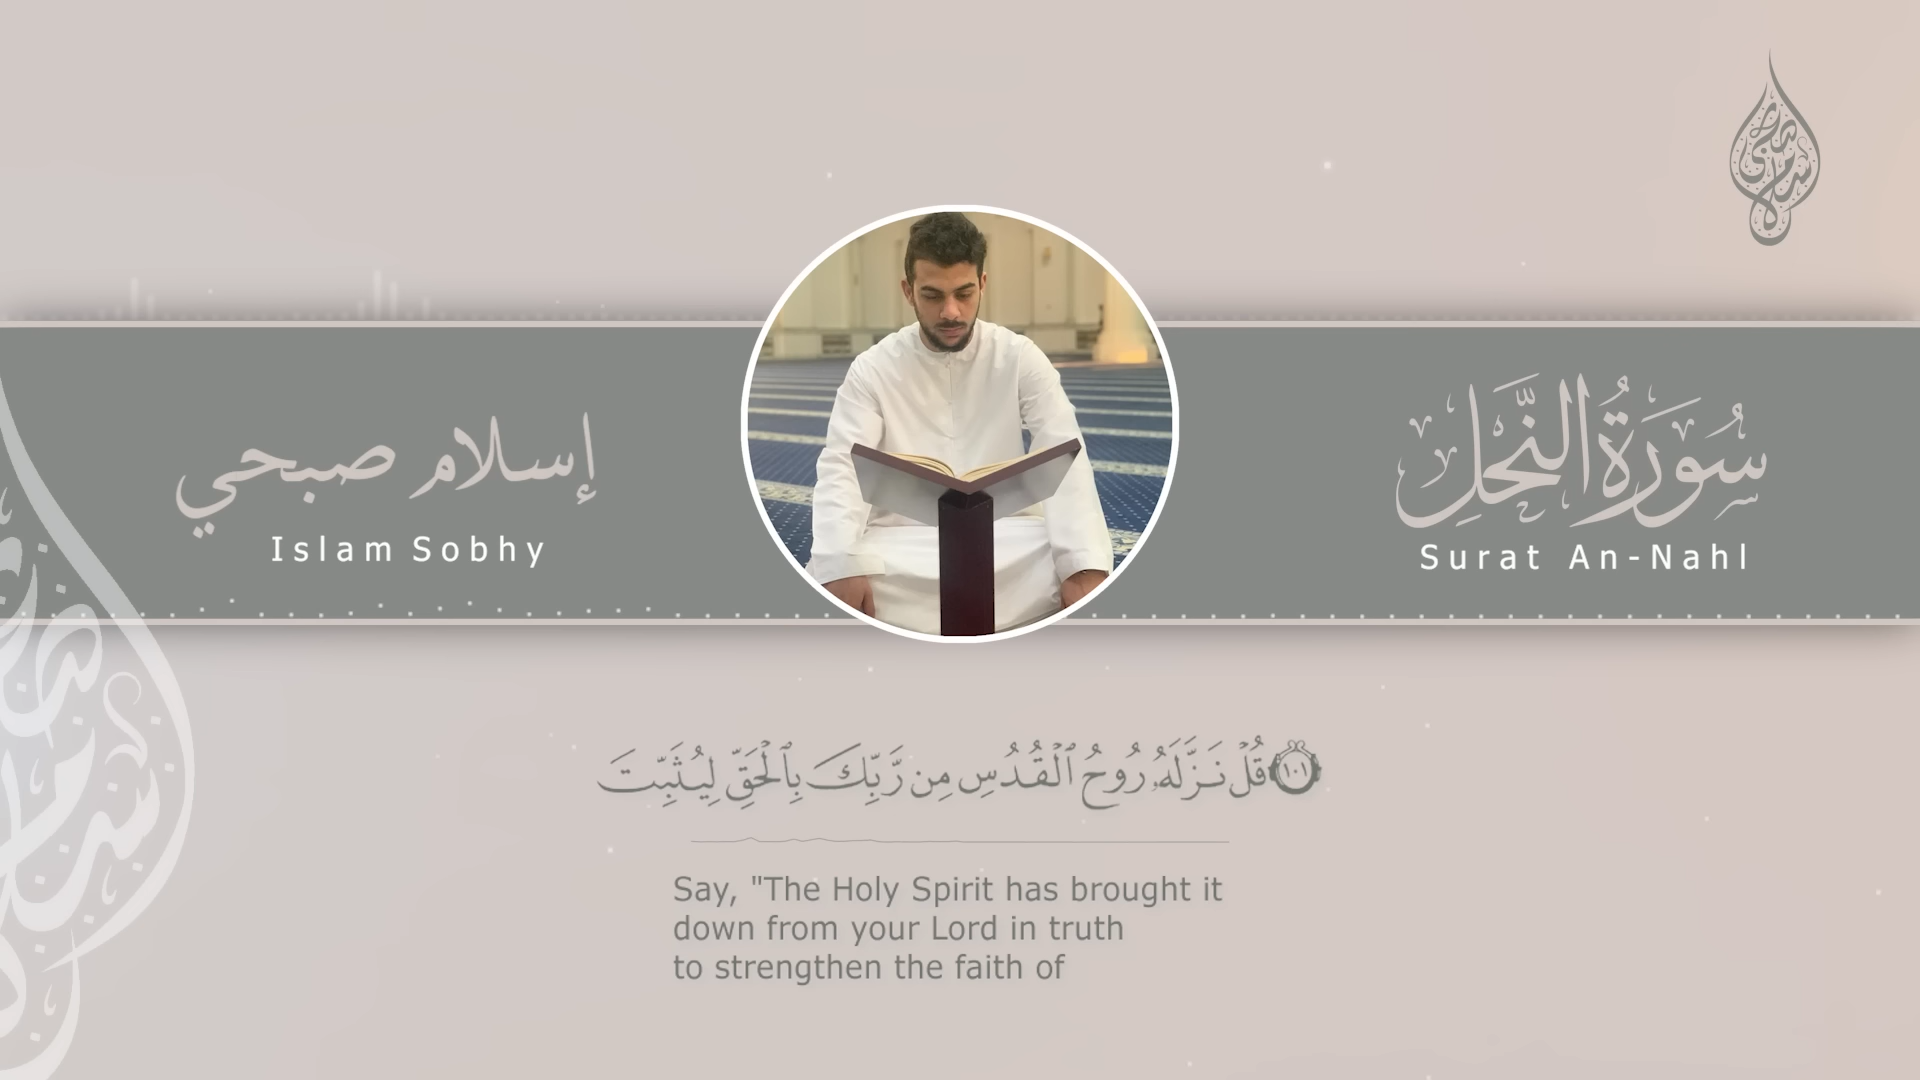 إسلام صبحي
Islam Sobhy
سُورَةُ النَّحْلِ
Surat An-Nahl
١٠١ قُلْ نَزَّلَهُۥ رُوحُ ٱلْقُدُسِ مِن رَّبِّكَ بِٱلْحَقِّ لِيُثَبِّتَ
Say, "The Holy Spirit has brought it
down from your Lord in truth
to strengthen the faith of